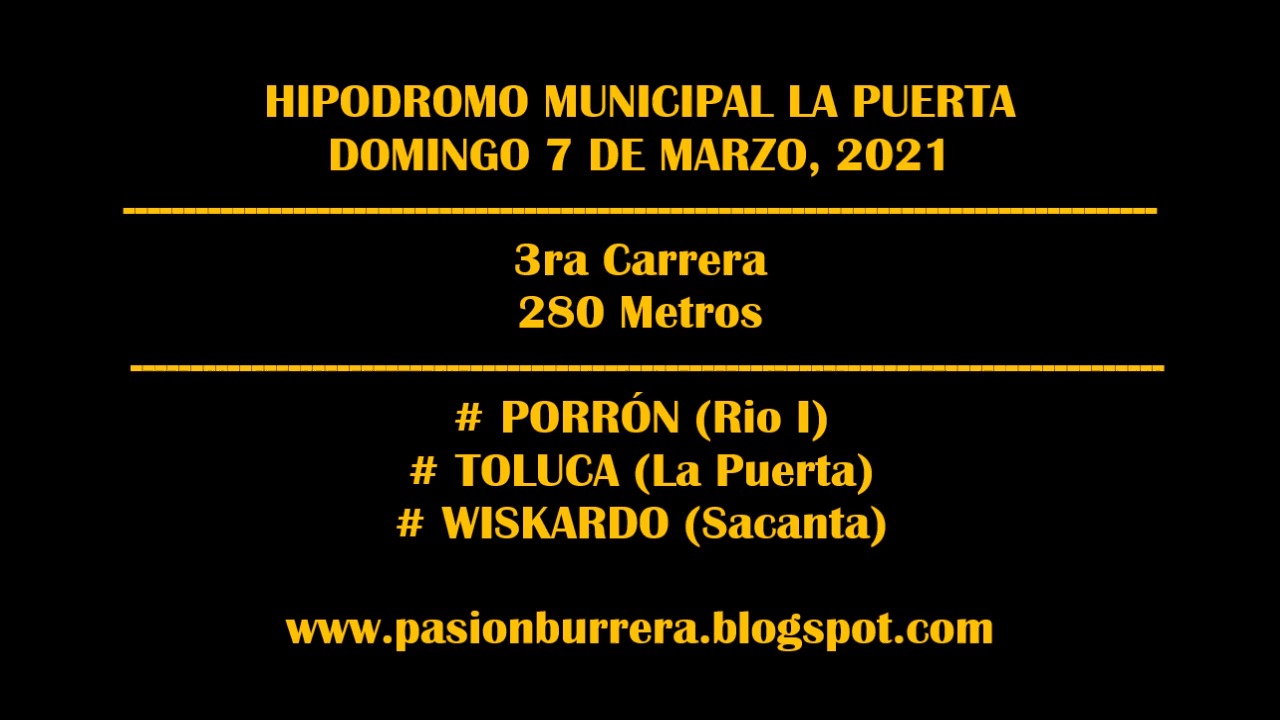 HIPODROMO MUNICIPAL LA PUERTA
DOMINGO 7 DE MARZO, 2021
3ra Carrera
280 Metros
# PORRÓN (Rio I)
# TOLUCA (La Puerta)
# WISKARDO (Sacanta)
www.pasionburrera.blogspot.com